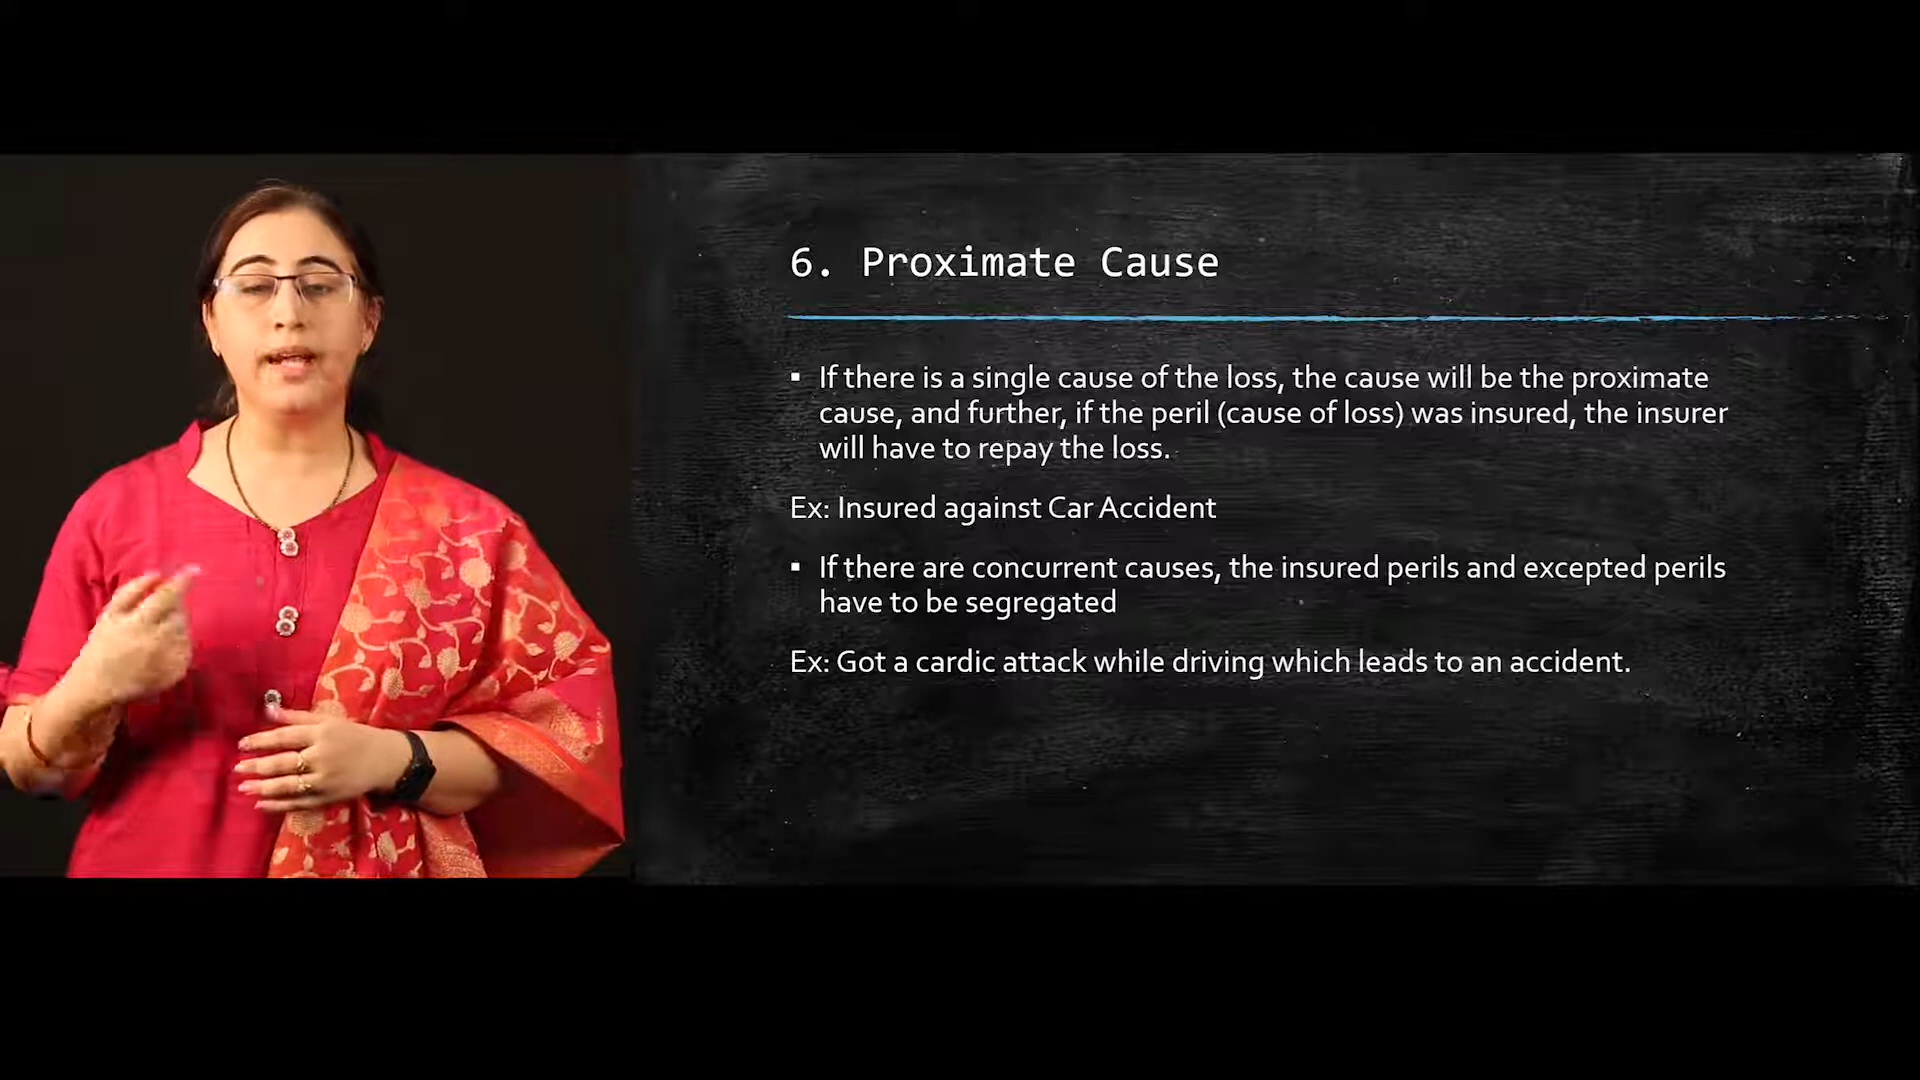 6. Proximate Cause
▪ If there is a single cause of the loss, the cause will be the proximate
cause, and further, if the peril (cause of loss) was insured, the insurer
will have to repay the loss.
Ex: Insured against Car Accident
▪ If there are concurrent causes, the insured perils and excepted perils
have to be segregated
Ex: Got a cardic attack while driving which leads to an accident.